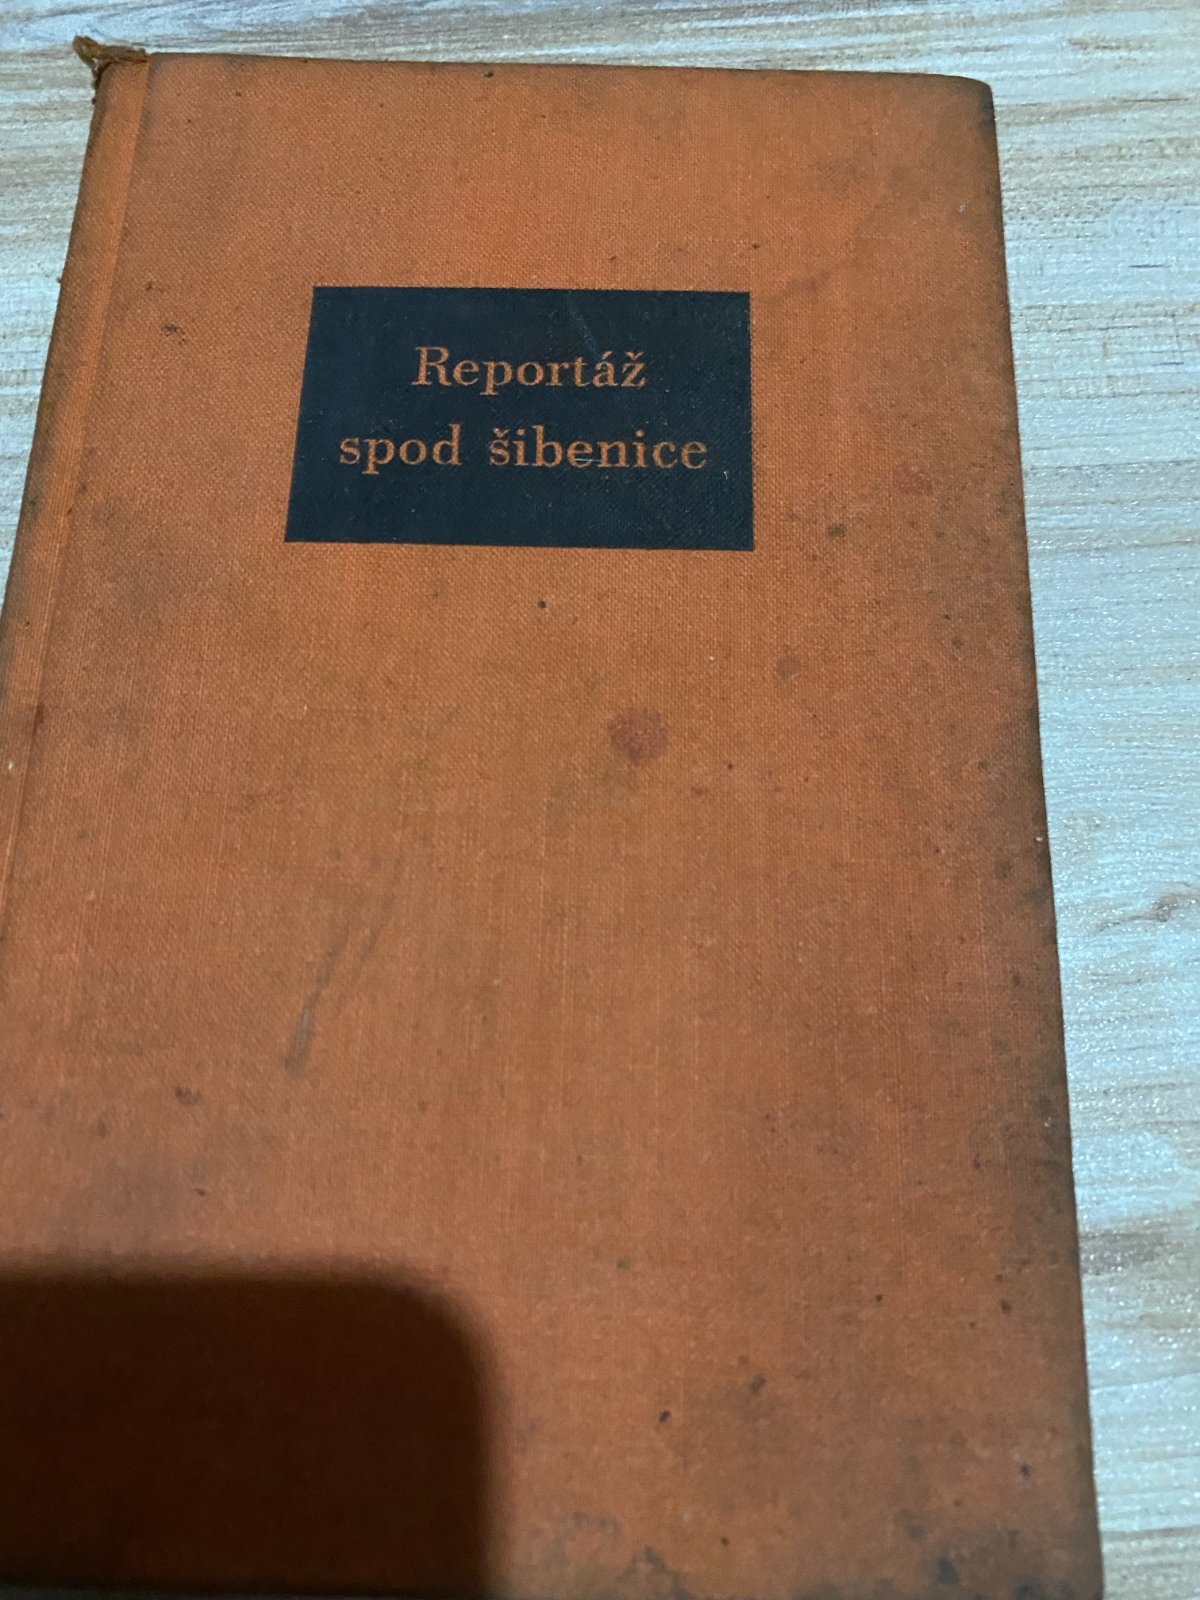 Reportáž
spod šibenice